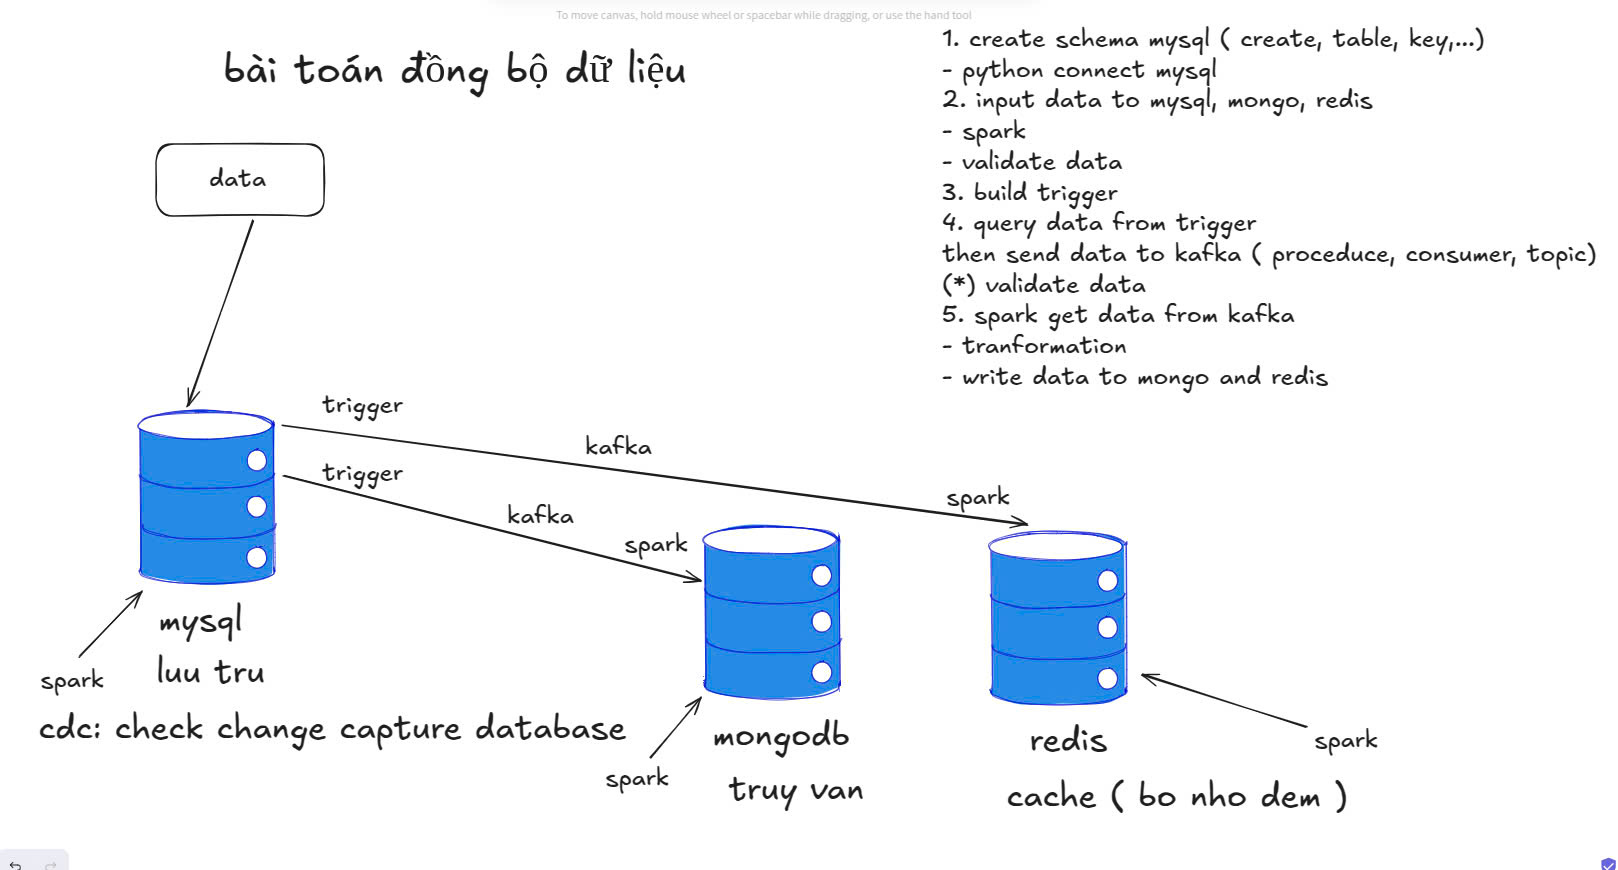 To move canvas, hold mouse wheel or spacebar while dragging, or use the hand tool
bài toán đồng bộ dữ liệu
1. create schema mysql ( create, table, key,...)
- python connect mysql
2. input data to mysql, mongo, redis
- spark
- validate data
3. build trigger
4. query data from trigger
then send data to kafka ( proceduce, consumer, topic)
(*) validate data
5. spark get data from kafka
- tranformation
- write data to mongo and redis
data
trigger
kafka
trigger
spark
kafka
spark
mysql
luu tru
spark
cdc: check change capture database
mongodb
redis
spark
spark
truy van
cache ( bo nho dem )